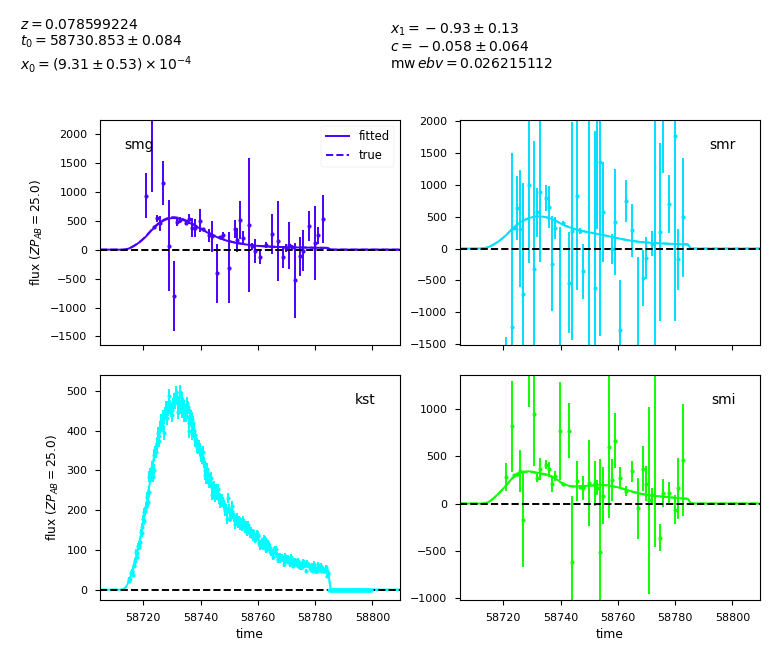 z = 0.078599224
t₀ = 58730.853 ± 0.084
x₀ = (9.31 ± 0.53) × 10⁻⁴
x₁ = −0.93 ± 0.13
c = −0.058 ± 0.064
mw ebv = 0.026215112
smg
fitted
true
2000
1500
1000
500
0
−500
−1000
−1500
flux (ZP_AB = 25.0)
smr
2000
1500
1000
500
0
−500
−1000
−1500
kst
500
400
300
200
100
0
flux (ZP_AB = 25.0)
58720 58740 58760 58780 58800
time
smi
1000
500
0
−500
−1000
58720 58740 58760 58780 58800
time